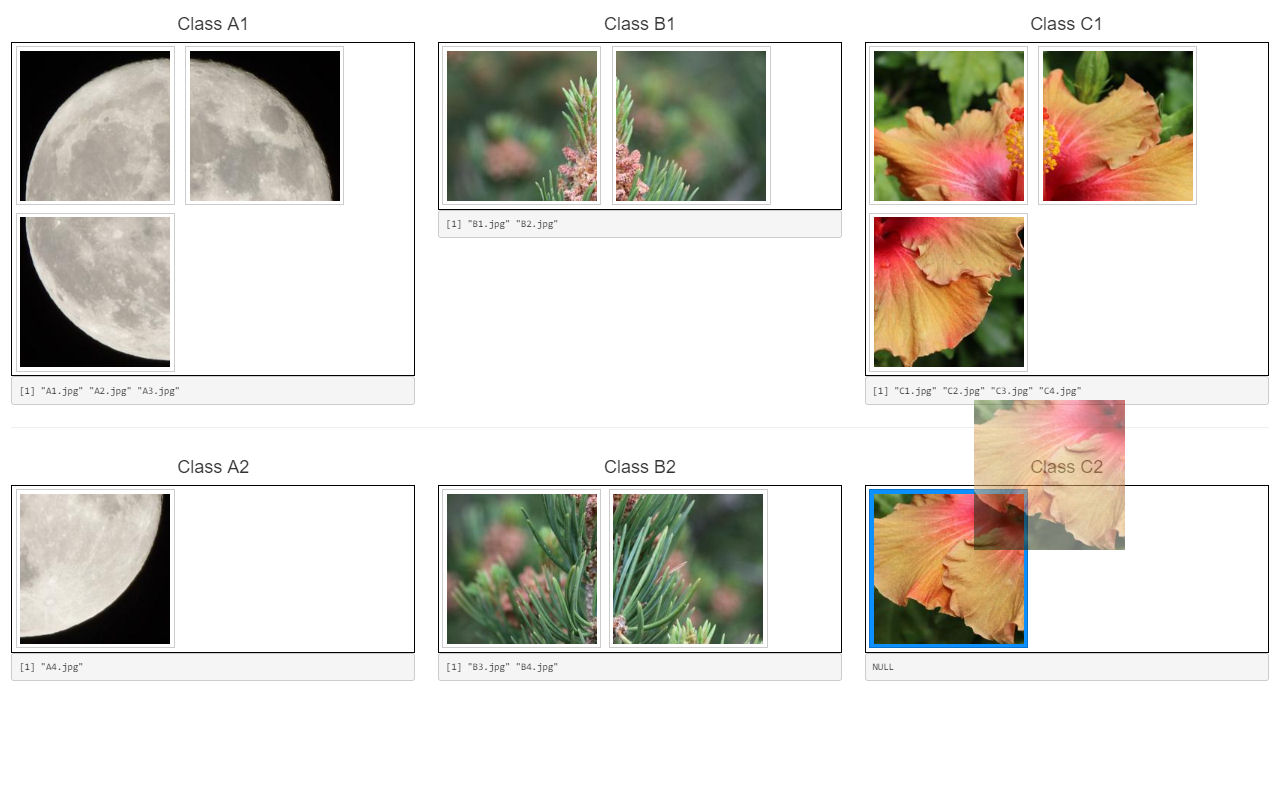 Class A1
Class B1
Class C1
[1] "B1.jpg" "B2.jpg"
[1] "A1.jpg" "A2.jpg" "A3.jpg"
[1] "C1.jpg" "C2.jpg" "C3.jpg" "C4.jpg"
Class A2
Class B2
Class C2
[1] "A4.jpg"
[1] "B3.jpg" "B4.jpg"
NULL